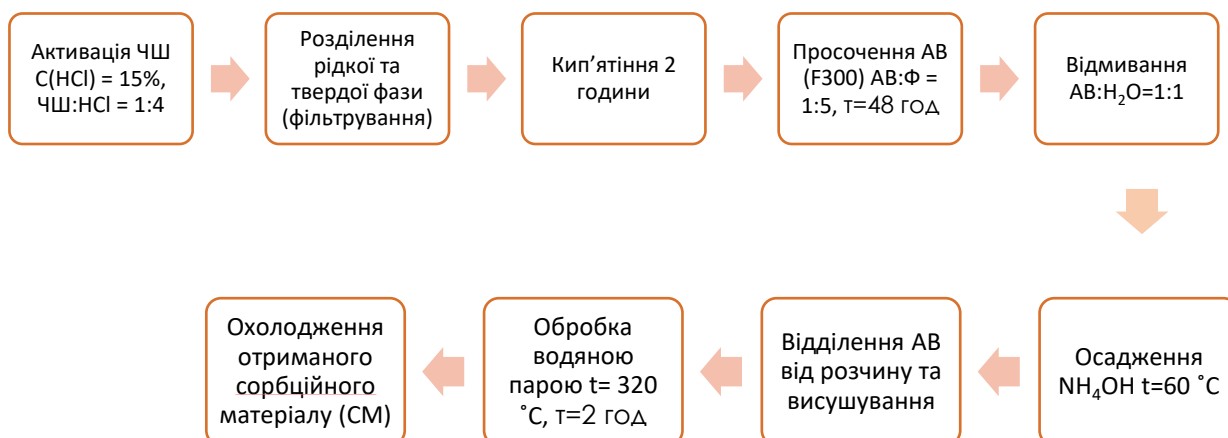 Активація ЧШ
C(HCl) = 15%,
ЧШ:HCl = 1:4
Розділення
рідкої та
твердої фази
(фільтрування)
Кип'ятіння 2
години
Просочення АВ
(F300) АВ:Ф =
1:5, τ=48 год
Відмивання
АВ:H₂O=1:1
Осадження
NH₄OH t=60 ˚C
Відділення АВ
від розчину та
висушування
Обробка
водяною
парою t= 320
˚C, τ=2 год
Охолодження
отриманого
сорбційного
матеріалу (СМ)